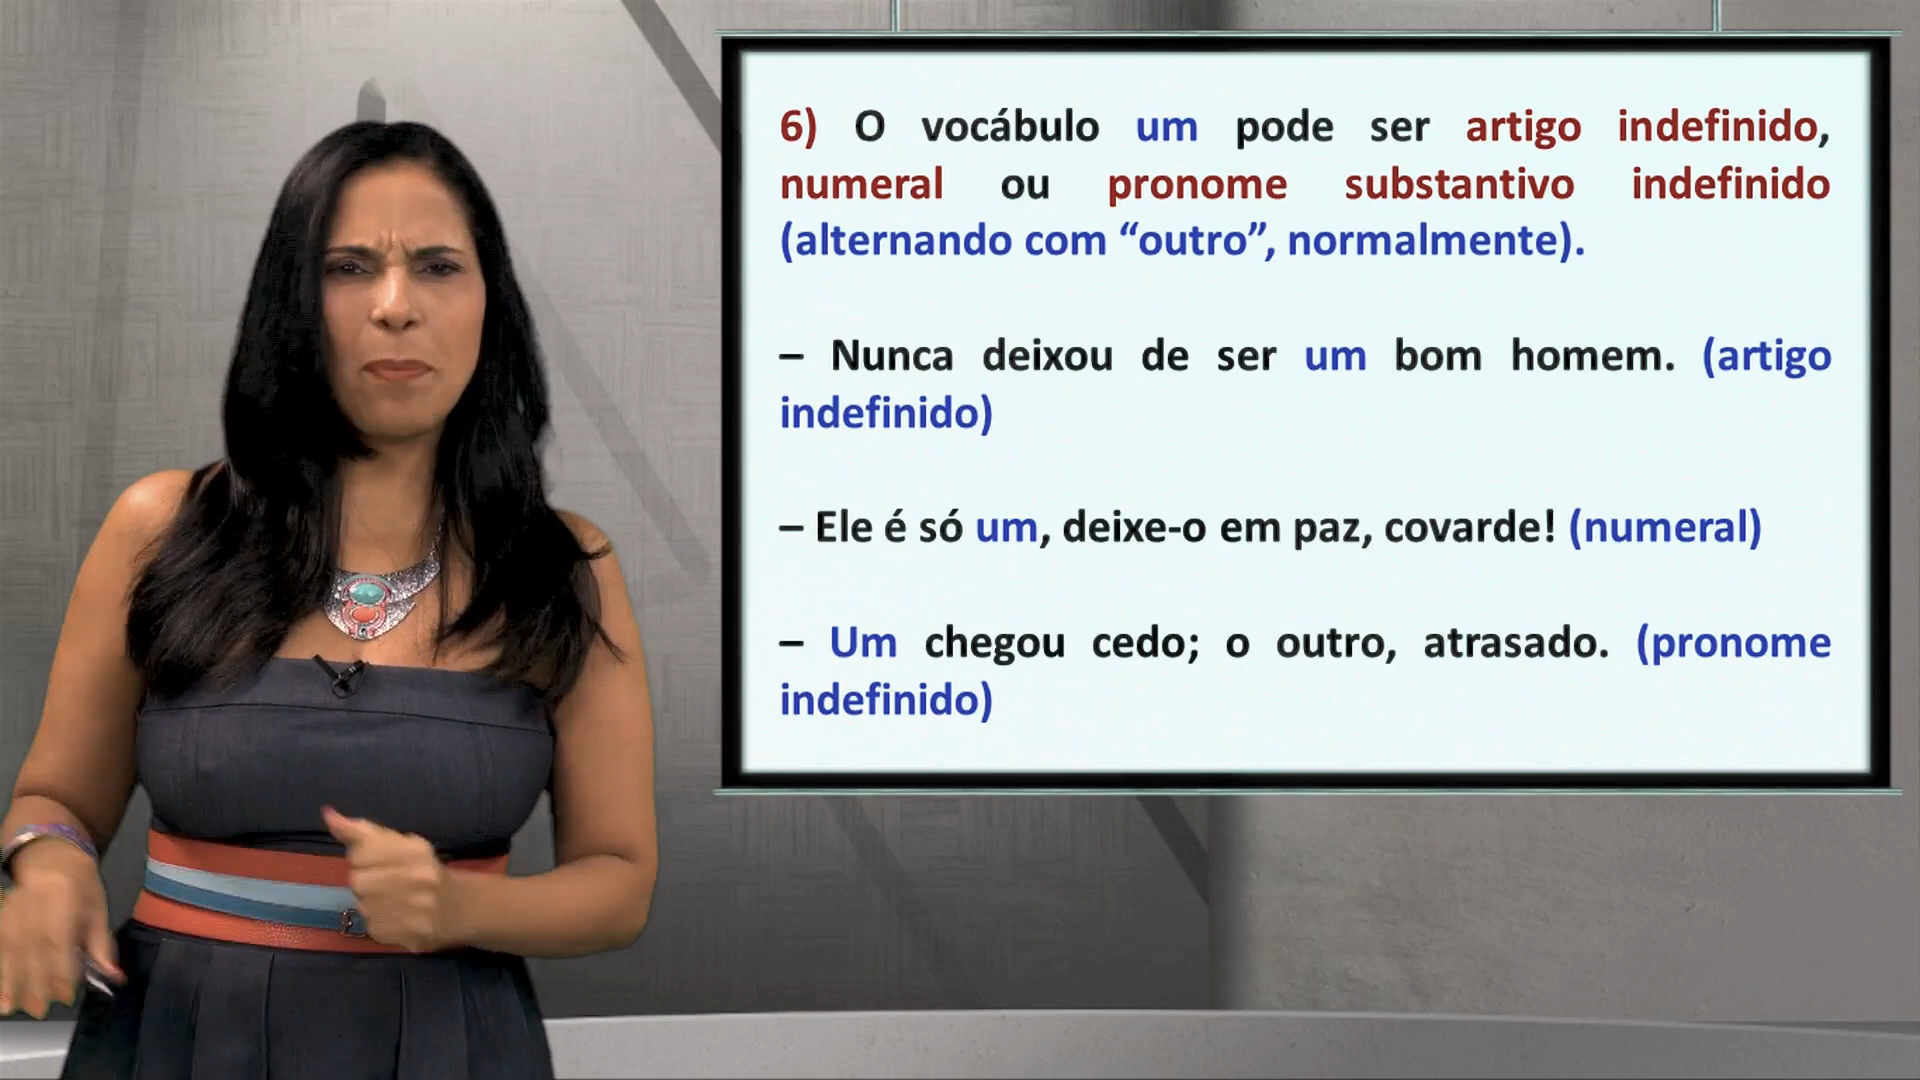 6) O vocábulo um pode ser artigo indefinido,
numeral ou pronome substantivo indefinido
(alternando com “outro”, normalmente).
– Nunca deixou de ser um bom homem. (artigo
indefinido)
– Ele é só um, deixe-o em paz, covarde! (numeral)
– Um chegou cedo; o outro, atrasado. (pronome
indefinido)